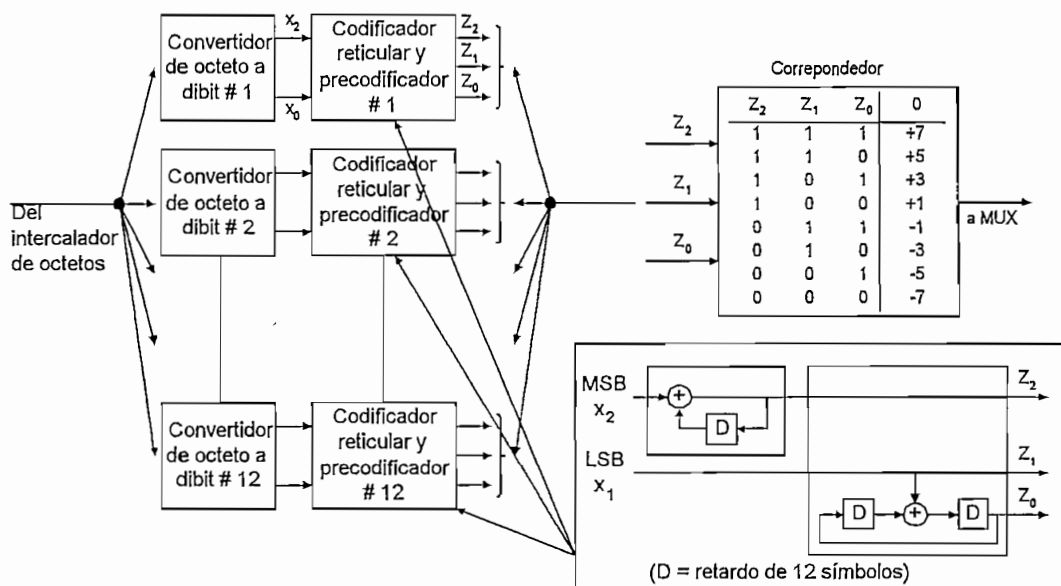 Convertidor
de octeto a
dibit # 1
X₂
X₀
Codificador
reticular y
precodificador
# 1
Z₂
Z₁
Z₀
Convertidor
de octeto a
dibit # 2
Codificador
reticular y
precodificador
# 2
Del
intercalador
de octetos
Convertidor
de octeto a
dibit # 12
Codificador
reticular y
precodificador
# 12
Correpondedor
Z₂
Z₁
Z₀
Z₂ Z₁ Z₀ 0
1 1 1 +7
1 1 0 +5
1 0 1 +3
1 0 0 +1
0 1 1 -1
0 1 0 -3
0 0 1 -5
0 0 0 -7
a MUX
MSB
X₂
+
D
Z₂
LSB
X₁
Z₁
D
+
D
Z₀
(D = retardo de 12 símbolos)